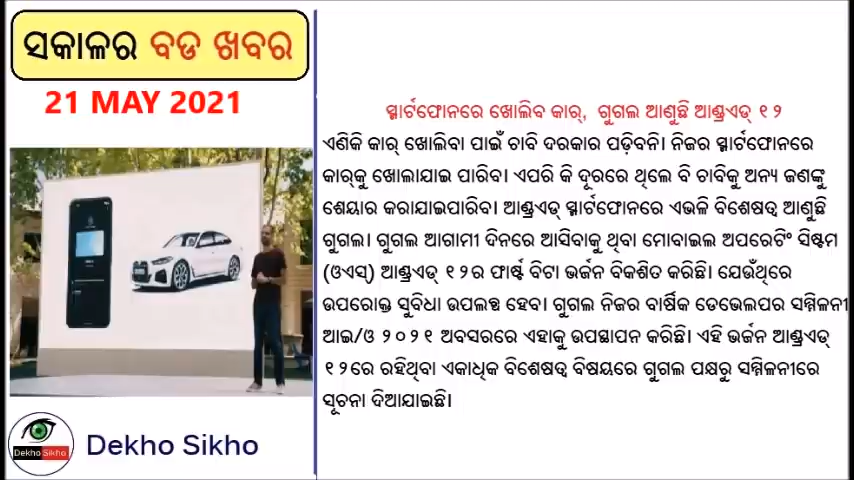 ସକାଳର ବଡ ଖବର
21 MAY 2021
ସ୍ମାର୍ଟଫୋନରେ ଖୋଲିବ କାର୍, ଗୁଗଲ ଆଣୁଛି ଆଣ୍ଡ୍ରଏଡ୍ ୧୨
ଏଣିକି କାର୍ ଖୋଲିବା ପାଇଁ ଚାବି ଦରକାର ପଡ଼ିବନି। ନିଜର ସ୍ମାର୍ଟଫୋନରେ
କାର୍‌କୁ ଖୋଲାଯାଇ ପାରିବ। ଏପରି କି ଦୂରରେ ଥିଲେ ବି ଚାବିକୁ ଅନ୍ୟ ଜଣଙ୍କୁ
ଶେୟାର କରାଯାଇପାରିବ। ଆଣ୍ଡ୍ରଏଡ୍ ସ୍ମାର୍ଟଫୋନରେ ଏଭଳି ବିଶେଷତ୍ୱ ଆଣୁଛି
ଗୁଗଲ। ଗୁଗଲ ଆଗାମୀ ଦିନରେ ଆସିବାକୁ ଥିବା ମୋବାଇଲ ଅପରେଟିଂ ସିଷ୍ଟମ
(ଓଏସ୍) ଆଣ୍ଡ୍ରଏଡ୍ ୧୨ର ଫାର୍ଷ୍ଟ ବିଟା ଭର୍ଜନ ବିକଶିତ କରିଛି। ଯେଉଁଥିରେ
ଉପରୋକ୍ତ ସୁବିଧା ଉପଲବ୍ଧ ହେବ। ଗୁଗଲ ନିଜର ବାର୍ଷିକ ଡେଭେଲପର ସମ୍ମିଳନୀ
ଆଇ/ଓ ୨୦୨୧ ଅବସରରେ ଏହାକୁ ଉପସ୍ଥାପନ କରିଛି। ଏହି ଭର୍ଜନ ଆଣ୍ଡ୍ରଏଡ୍
୧୨ରେ ରହିଥିବା ଏକାଧିକ ବିଶେଷତ୍ୱ ବିଷୟରେ ଗୁଗଲ ପକ୍ଷରୁ ସମ୍ମିଳନୀରେ
ସୂଚନା ଦିଆଯାଇଛି।
Dekho Sikho
Dekho Sikho